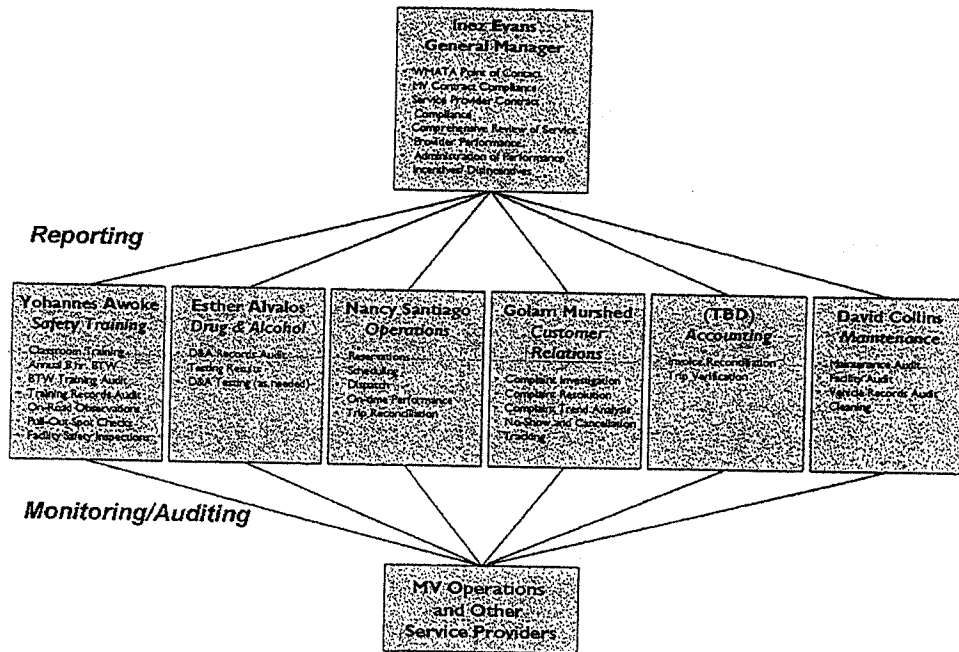 Inez Evans
General Manager
WMATA Point of Contact
MV Contract Compliance
Service Provider Contract
Compliance
Comprehensive Review of Service
Provider Performance
Administration of Performance
Incentives/ Disincentives
Reporting
Yohannes Awoke
Safety Training
Classroom Training
Annual 8 hr. BTW
BTW Training Audit
Training Records Audit
On-Road Observations
Pull-Out Spot Checks
Facility Safety Inspections
Esther Alvalos
Drug & Alcohol
D&A Records Audit
Testing Results
D&A Testing (as needed)
Nancy Santiago
Operations
Reservations
Scheduling
Dispatch
On-time Performance
Trip Reconciliation
Golam Murshed
Customer
Relations
Complaint Investigation
Complaint Resolution
Complaint Trend Analysis
No-Show and Cancellation
Tracking
(TBD)
Accounting
Invoice Reconciliation
Trip Verification
David Collins
Maintenance
Maintenance Audit
Facility Audit
Vehicle Records Audit
Cleaning
Monitoring/Auditing
MV Operations
and Other
Service Providers